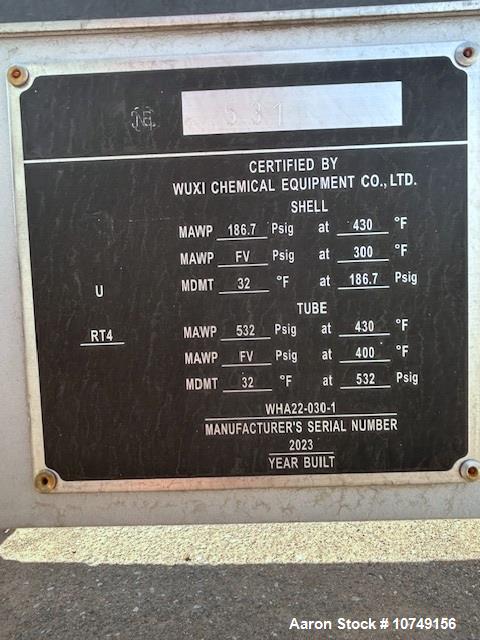 NB
531
CERTIFIED BY
WUXI CHEMICAL EQUIPMENT CO., LTD.
SHELL
MAWP 186.7 Psig at 430 °F
MAWP FV Psig at 300 °F
MDMT 32 °F at 186.7 Psig
U
TUBE
RT4
MAWP 532 Psig at 430 °F
MAWP FV Psig at 400 °F
MDMT 32 °F at 532 Psig
WHA22-030-1
MANUFACTURER'S SERIAL NUMBER
2023
YEAR BUILT
Aaron Stock # 10749156